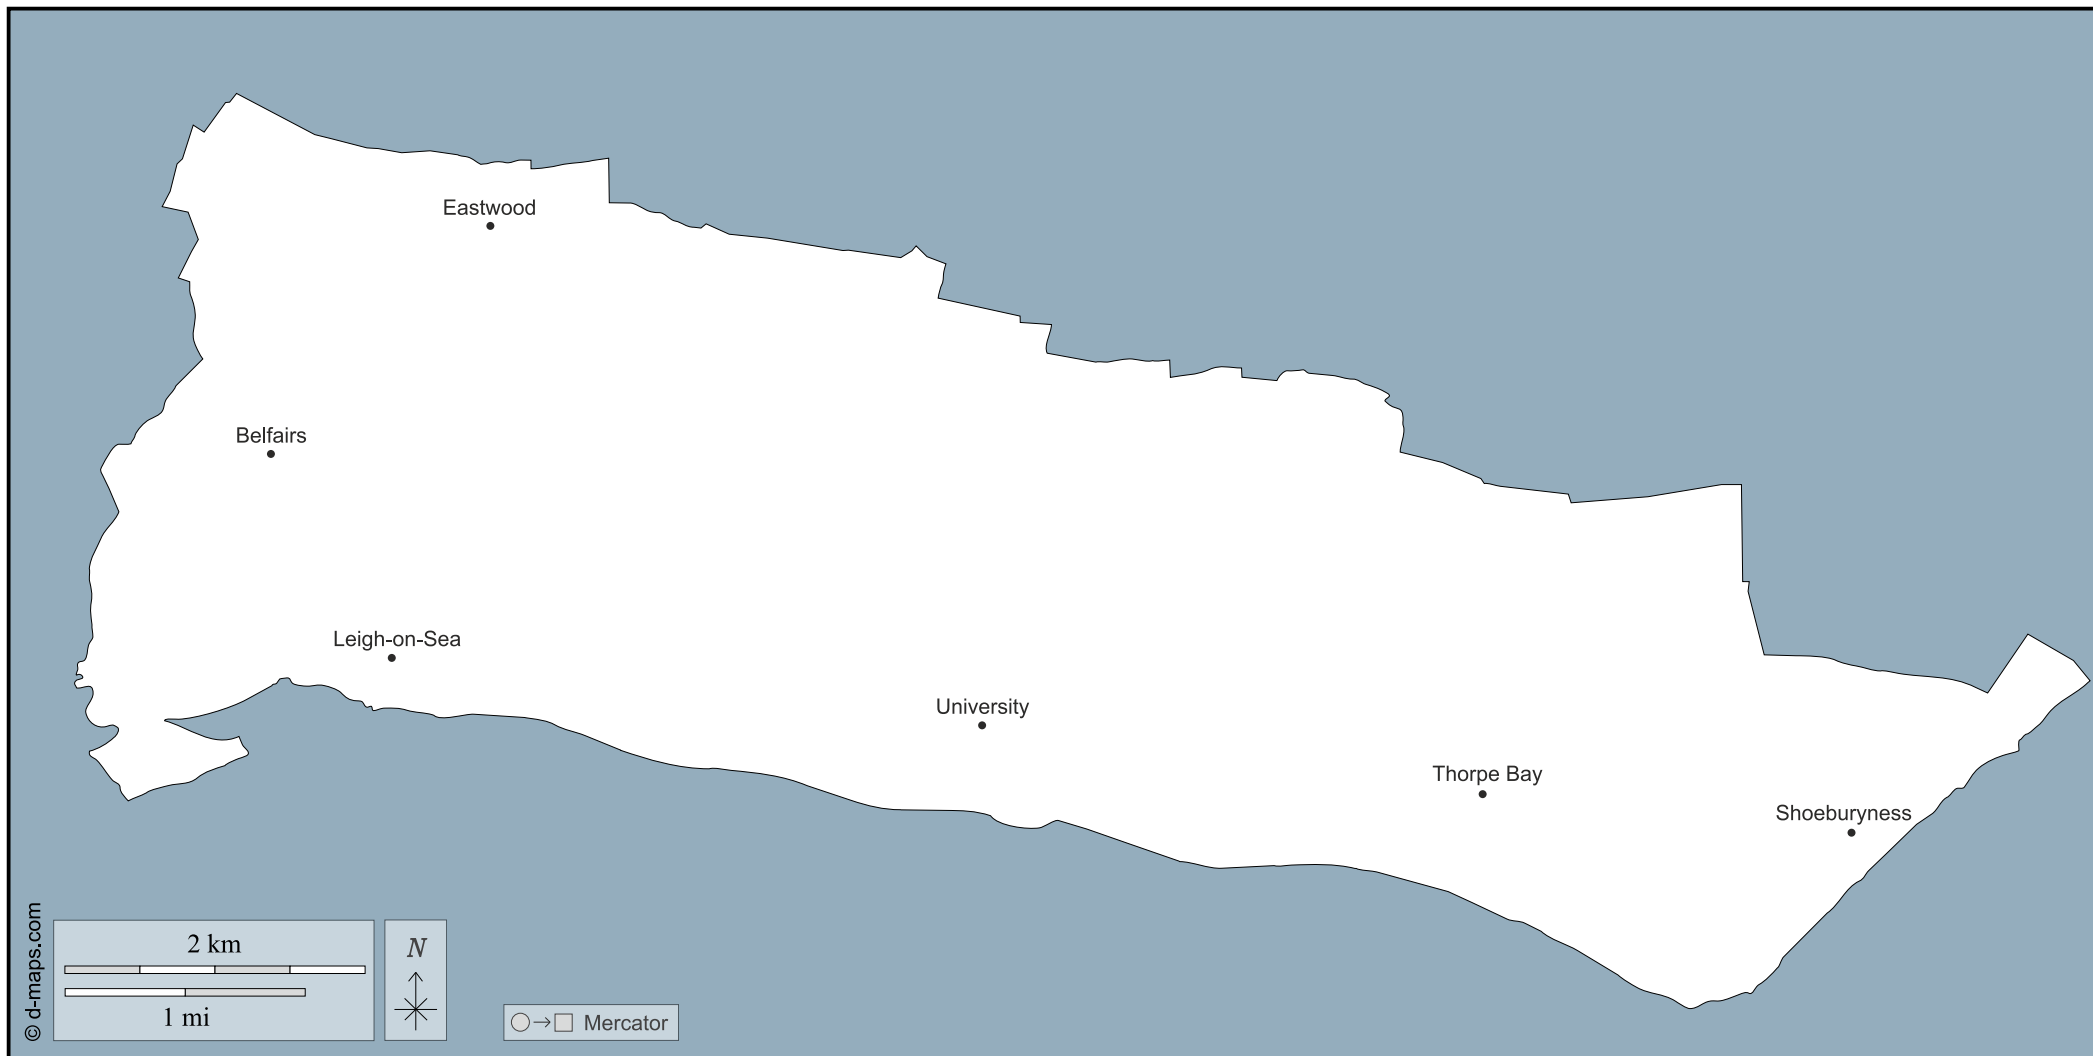 Eastwood
Belfairs
Leigh-on-Sea
University
Thorpe Bay
Shoeburyness
© d-maps.com
2 km
1 mi
N
Mercator